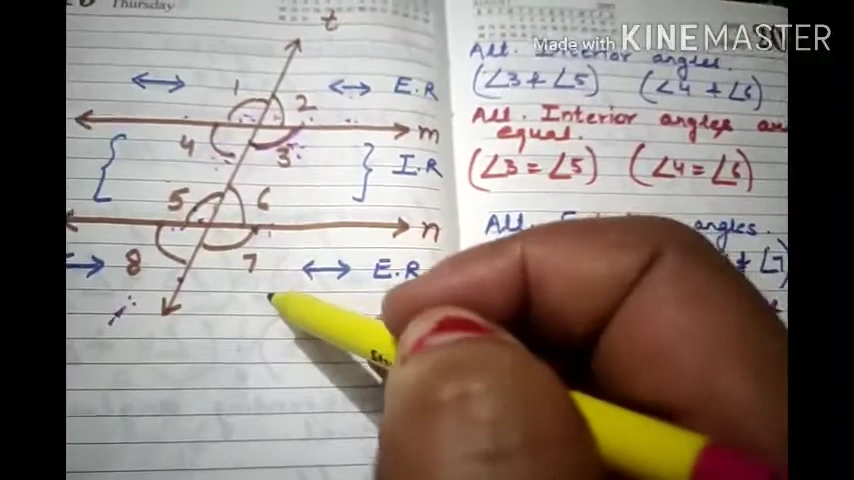 Thursday
t
Made with KINEMASTER
1
2
E.R
m
4
3
I.R
5
6
n
8
7
E.R
All. Interior angles.
(∠3 + ∠5) (∠4 + ∠6)
All. Interior angles are
equal.
(∠3 = ∠5) (∠4 = ∠6)
All. angles.
∠7)